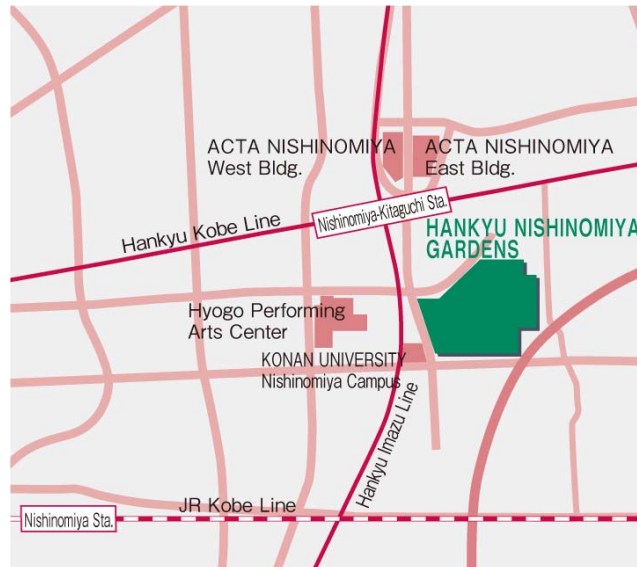 ACTA NISHINOMIYA
West Bldg.
ACTA NISHINOMIYA
East Bldg.
Nishinomiya-Kitaguchi Sta.
Hankyu Kobe Line
HANKYU NISHINOMIYA
GARDENS
Hyogo Performing
Arts Center
KONAN UNIVERSITY
Nishinomiya Campus
Hankyu Imazu Line
JR Kobe Line
Nishinomiya Sta.